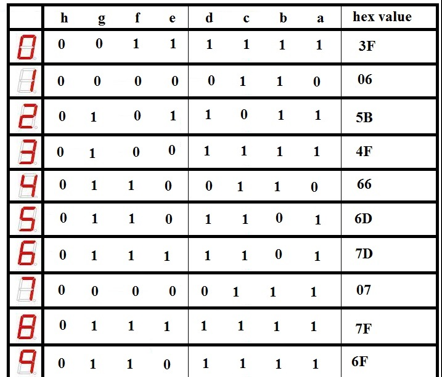 h g f e d c b a hex value
0 0 0 1 1 1 1 1 1 3F
1 0 0 0 0 0 1 1 0 06
2 0 1 0 1 1 0 1 1 5B
3 0 1 0 0 1 1 1 1 4F
4 0 1 1 0 0 1 1 0 66
5 0 1 1 0 1 1 0 1 6D
6 0 1 1 1 1 1 0 1 7D
7 0 0 0 0 0 1 1 1 07
8 0 1 1 1 1 1 1 1 7F
9 0 1 1 0 1 1 1 1 6F